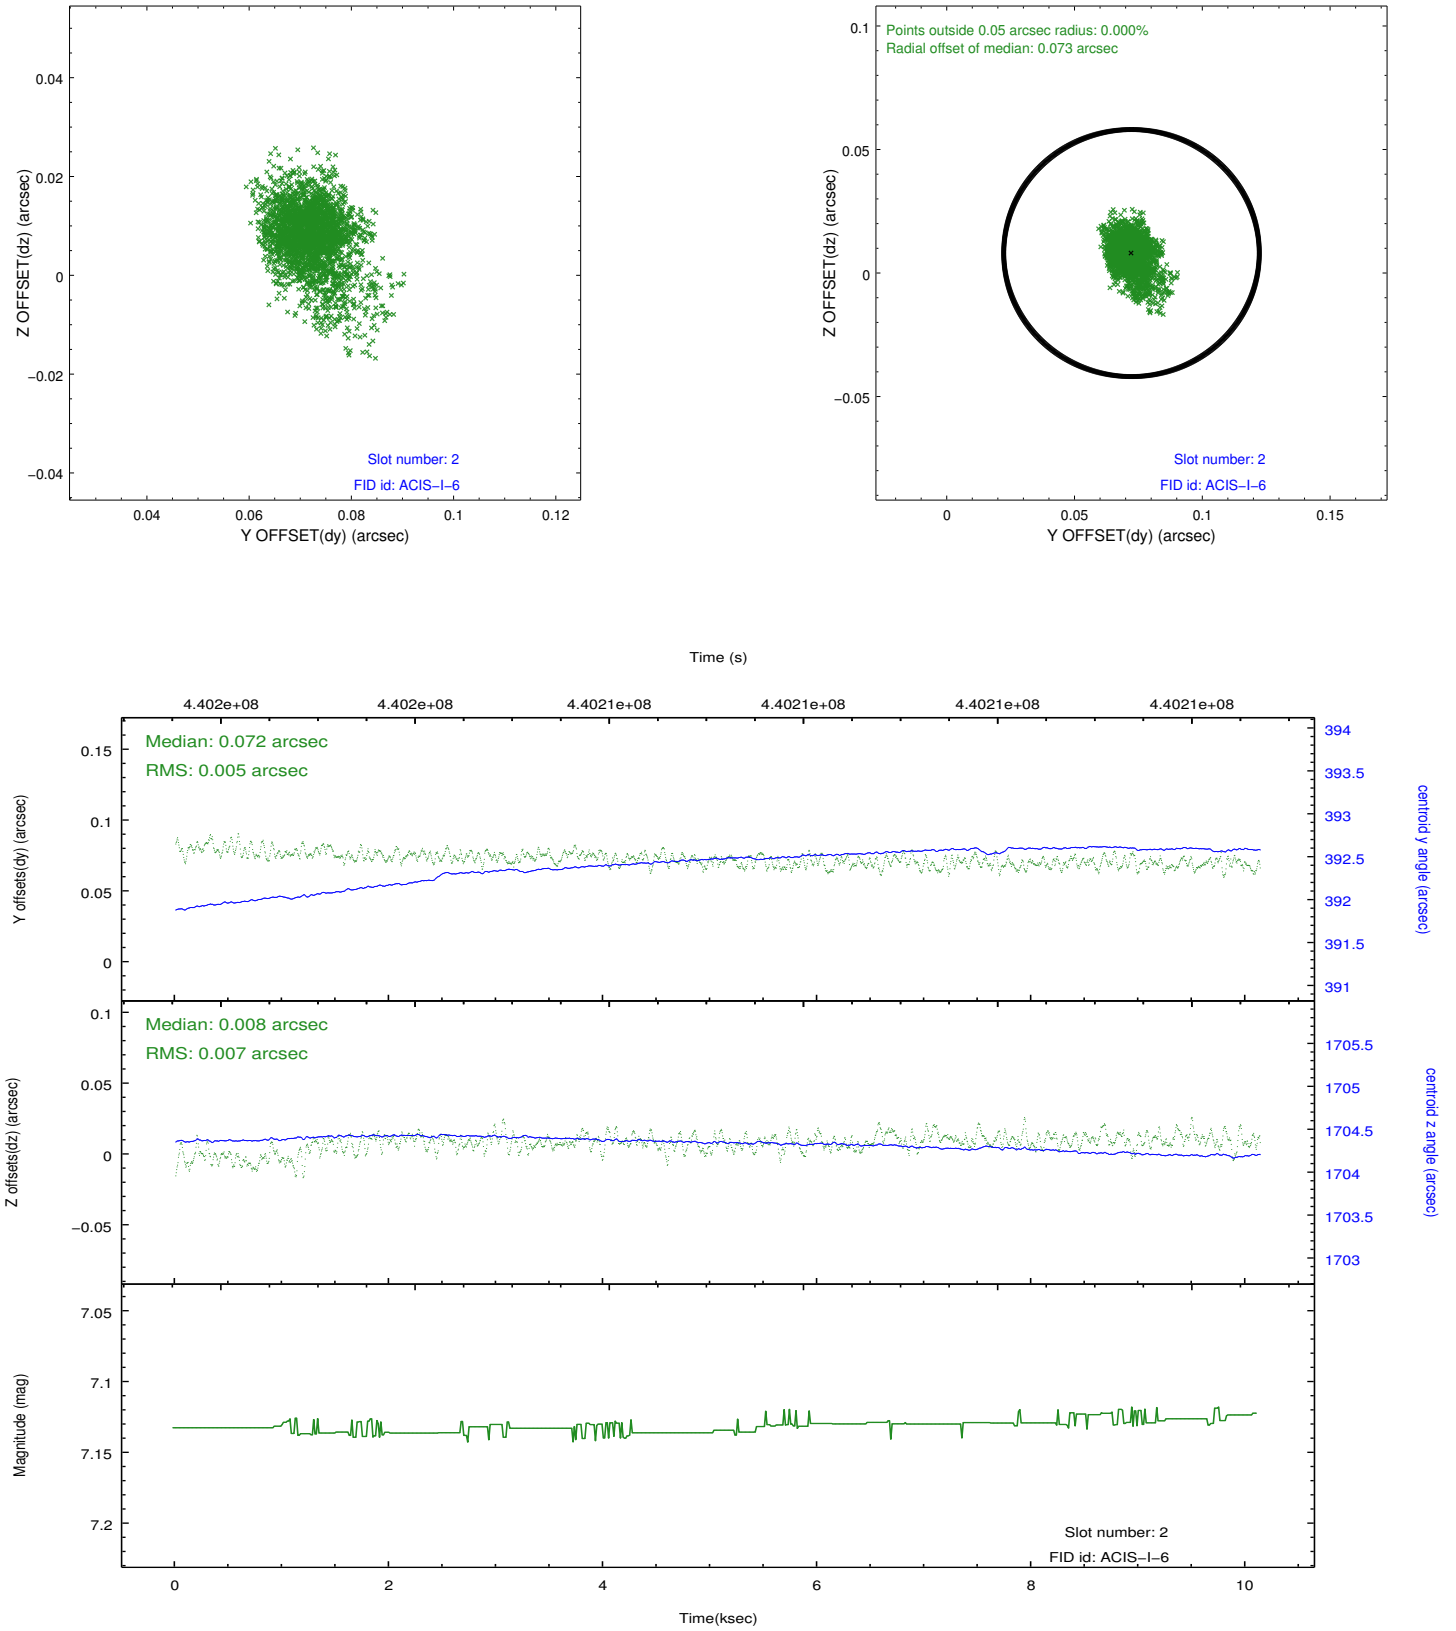 0.04
0.02
0
−0.02
−0.04
Z OFFSET(dz) (arcsec)
Slot number: 2
FID id: ACIS−I−6
0.04
0.06
0.08
0.1
0.12
Y OFFSET(dy) (arcsec)
Points outside 0.05 arcsec radius: 0.000%
Radial offset of median: 0.073 arcsec
0.1
0.05
0
−0.05
Z OFFSET(dz) (arcsec)
Slot number: 2
FID id: ACIS−I−6
0
0.05
0.1
0.15
Y OFFSET(dy) (arcsec)
Time (s)
4.402e+08
4.402e+08
4.4021e+08
4.4021e+08
4.4021e+08
4.4021e+08
Median: 0.072 arcsec
RMS: 0.005 arcsec
0.15
0.1
0.05
0
Y offsets(dy) (arcsec)
394
393.5
393
392.5
392
391.5
391
centroid y angle (arcsec)
Median: 0.008 arcsec
RMS: 0.007 arcsec
0.1
0.05
0
−0.05
Z offsets(dz) (arcsec)
1705.5
1705
1704.5
1704
1703.5
1703
centroid z angle (arcsec)
7.05
7.1
7.15
7.2
Magnitude (mag)
Slot number: 2
FID id: ACIS−I−6
0
2
4
6
8
10
Time(ksec)